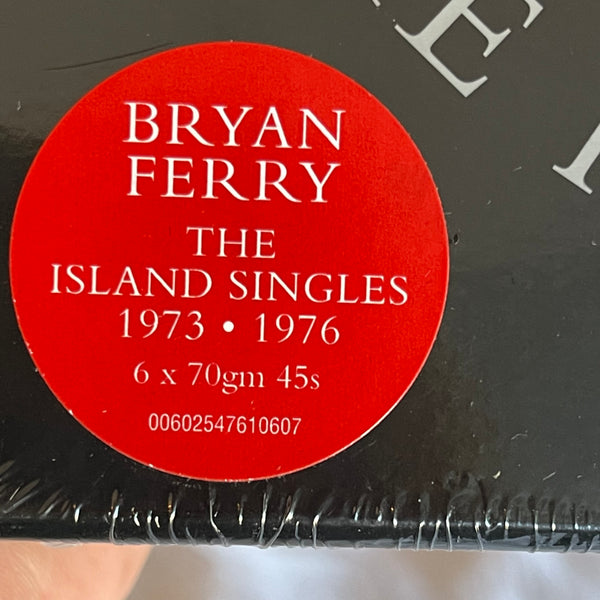 BRYAN
FERRY
THE
ISLAND SINGLES
1973 • 1976
6 x 70gm 45s
00602547610607